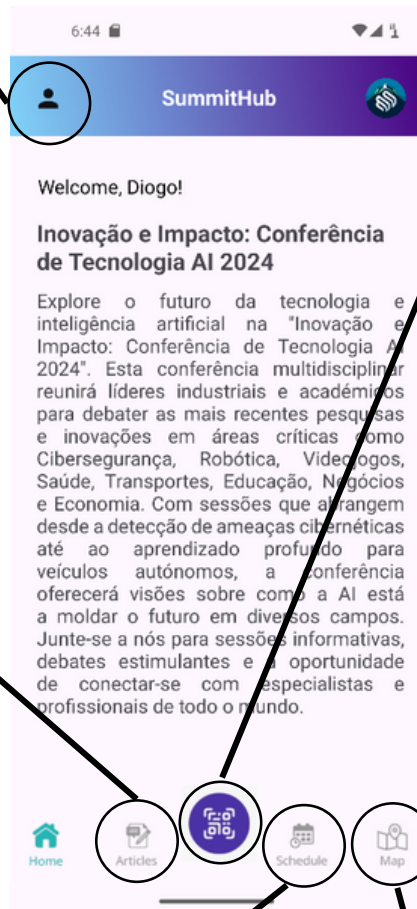 6:44
SummitHub
Welcome, Diogo!
Inovação e Impacto: Conferência
de Tecnologia AI 2024
Explore o futuro da tecnologia e
inteligência artificial na "Inovação e
Impacto: Conferência de Tecnologia AI
2024". Esta conferência multidisciplinar
reunirá líderes industriais e académicos
para debater as mais recentes pesquisas
e inovações em áreas críticas como
Cibersegurança, Robótica, Videojogos,
Saúde, Transportes, Educação, Negócios
e Economia. Com sessões que abrangem
desde a detecção de ameaças cibernéticas
até ao aprendizado profundo para
veículos autónomos, a conferência
oferecerá visões sobre como a AI está
a moldar o futuro em diversos campos.
Junte-se a nós para sessões informativas,
debates estimulantes e a oportunidade
de conectar-se com especialistas e
profissionais de todo o mundo.
Home Articles Schedule Map